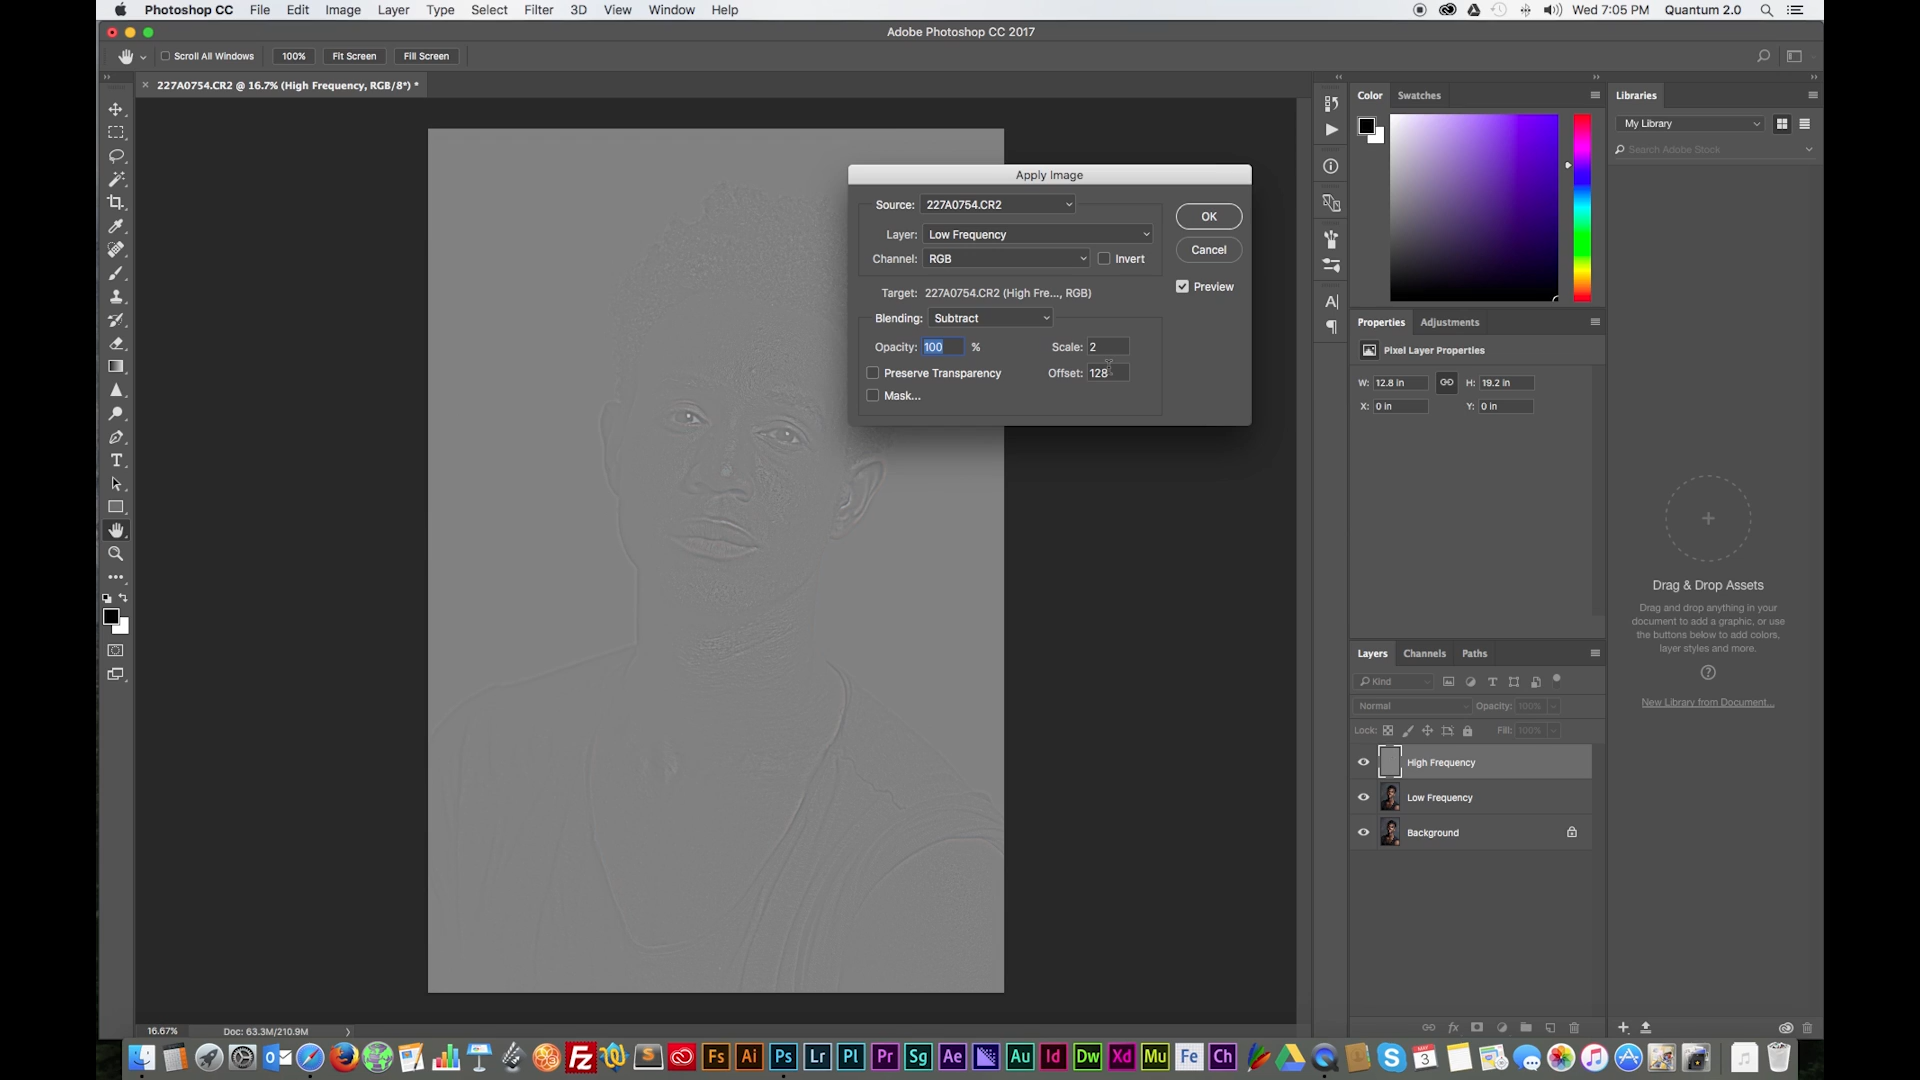 Photoshop CC File Edit Image Layer Type Select Filter 3D View Window Help Wed 7:05 PM Quantum 2.0
Adobe Photoshop CC 2017
Scroll All Windows 100% Fit Screen Fill Screen
227A0754.CR2 @ 16.7% (High Frequency, RGB/8*) *
Color Swatches
Libraries
My Library
Search Adobe Stock
Apply Image
Source: 227A0754.CR2
OK
Layer: Low Frequency
Cancel
Channel: RGB Invert
Preview
Target: 227A0754.CR2 (High Fre..., RGB)
Blending: Subtract
Opacity: 100 % Scale: 2
Preserve Transparency Offset: 128
Mask...
Properties Adjustments
Pixel Layer Properties
W: 12.8 in H: 19.2 in
X: 0 in Y: 0 in
Drag & Drop Assets
Drag and drop anything in your
document to add a graphic, or use
the buttons below to add colors,
layer styles and more.
New Library from Document...
Layers Channels Paths
Kind
Normal Opacity: 100%
Lock: Fill: 100%
High Frequency
Low Frequency
Background
16.67% Doc: 63.3M/210.9M
Fz Fs Ai Ps Lr Pl Pr Sg Ae Au Id Dw Xd Mu Fe Ch MAY 3